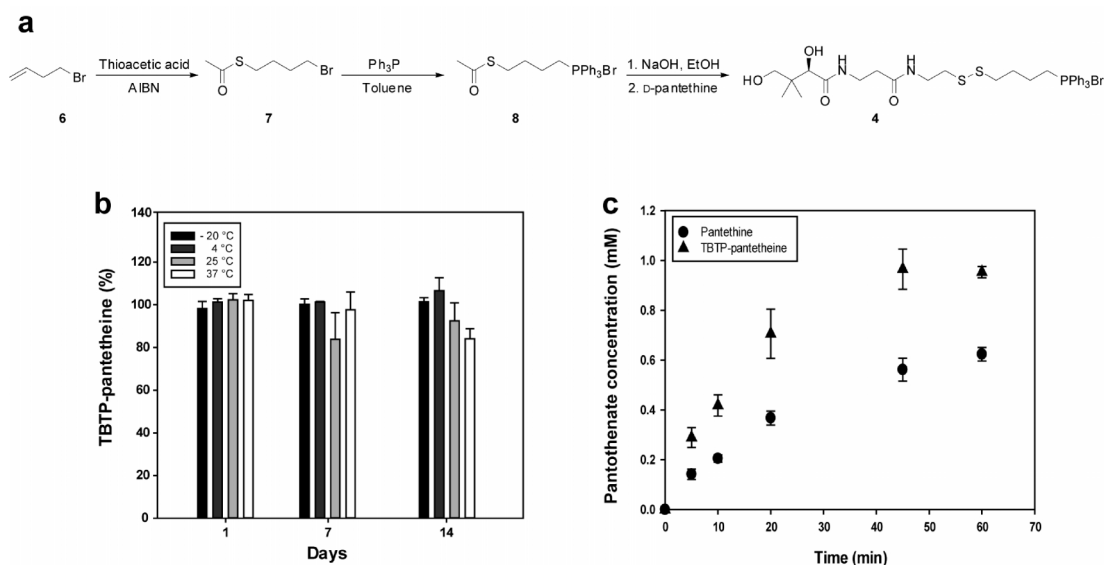 a
Thioacetic acid
AIBN
Br
6
S
O
Br
7
Ph₃P
Toluene
S
O
PPh₃Br
8
1. NaOH, EtOH
2. D-pantethine
OH
HO
O
H
N
O
H
N
S
S
PPh₃Br
4
b
TBTP-pantetheine (%)
140
120
100
80
60
40
20
0
- 20 °C
4 °C
25 °C
37 °C
1
7
14
Days
c
Pantothenate concentration (mM)
1.2
1.0
0.8
0.6
0.4
0.2
0.0
Pantethine
TBTP-pantetheine
0
10
20
30
40
50
60
70
Time (min)